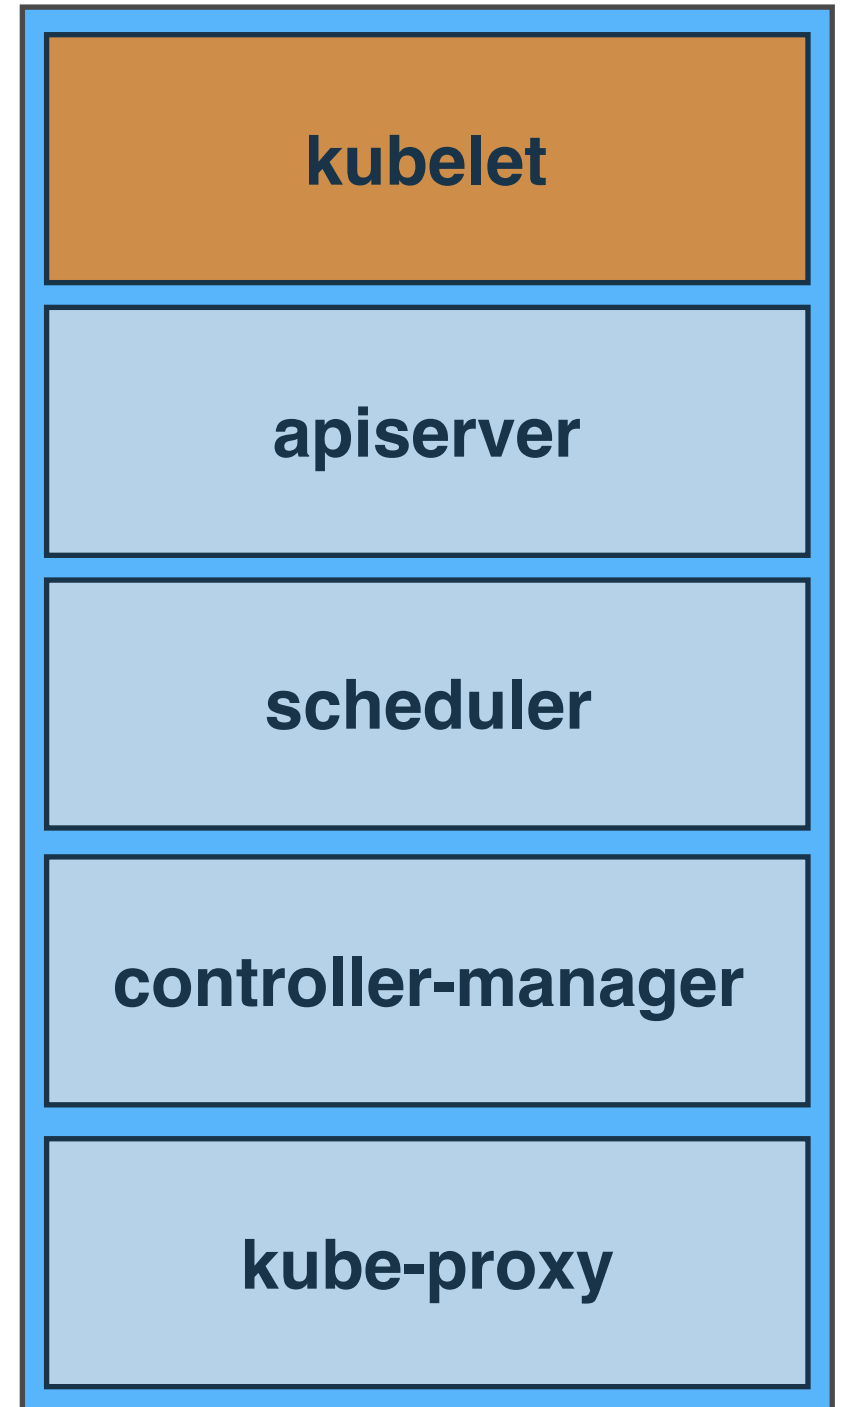 kubelet
apiserver
scheduler
controller-manager
kube-proxy